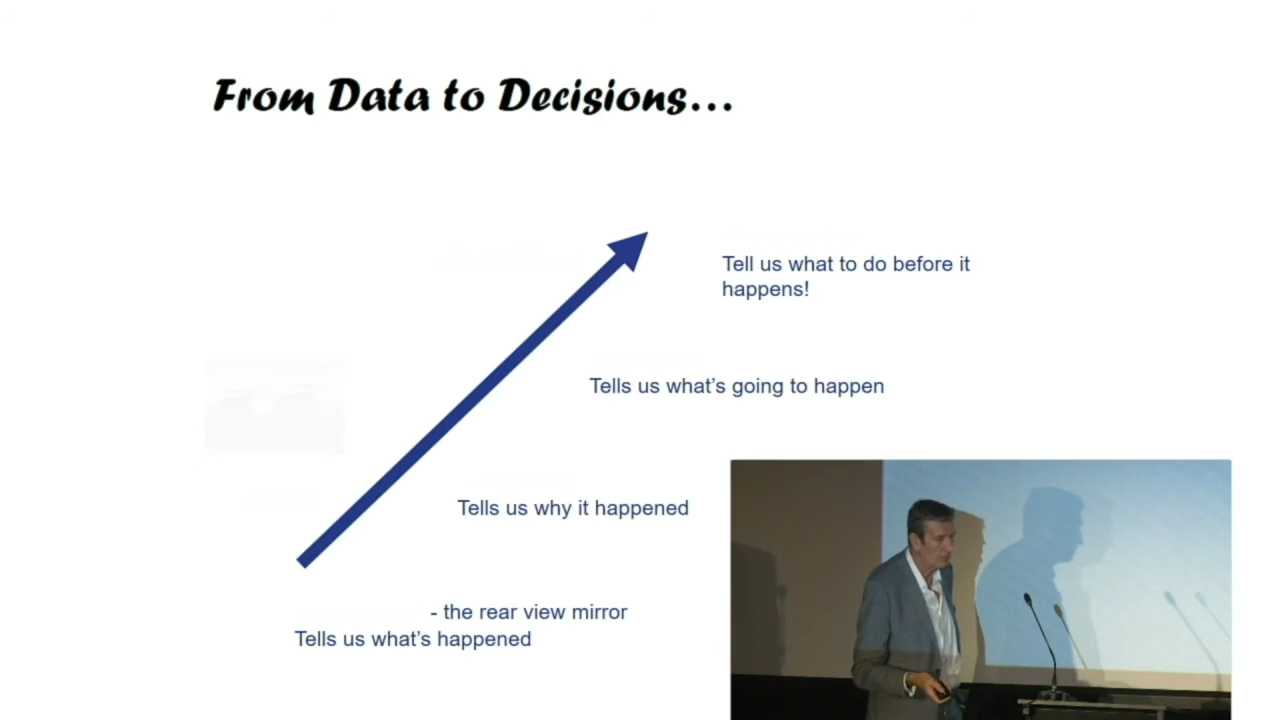 From Data to Decisions...
Tell us what to do before it
happens!
Tells us what's going to happen
Tells us why it happened
- the rear view mirror
Tells us what's happened